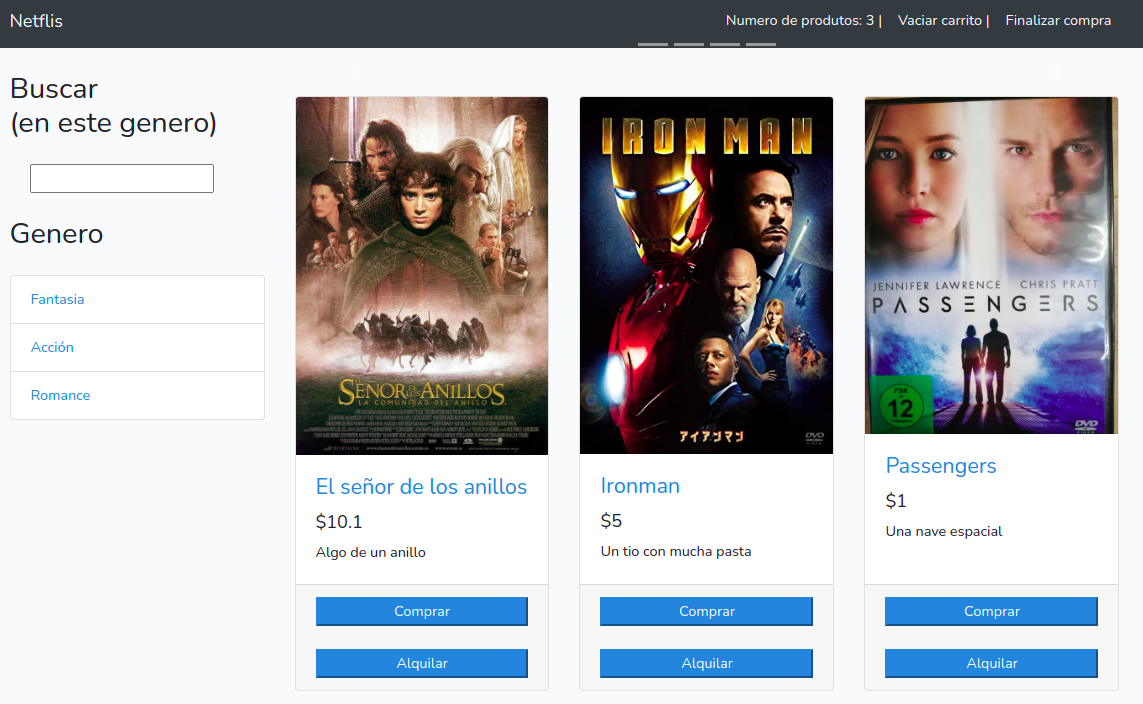 Netflis
Numero de produtos: 3 |
Vaciar carrito |
Finalizar compra
Buscar
(en este genero)
Genero
Fantasia
Acción
Romance
SEÑOR DE LOS ANILLOS
LA COMUNIDAD DEL ANILLO
El señor de los anillos
$10.1
Algo de un anillo
Comprar
Alquilar
IRON MAN
アイアンマン
DVD
Ironman
$5
Un tio con mucha pasta
Comprar
Alquilar
JENNIFER LAWRENCE CHRIS PRATT
PASSENGERS
FSK
12
DVD
VIDEO
Passengers
$1
Una nave espacial
Comprar
Alquilar